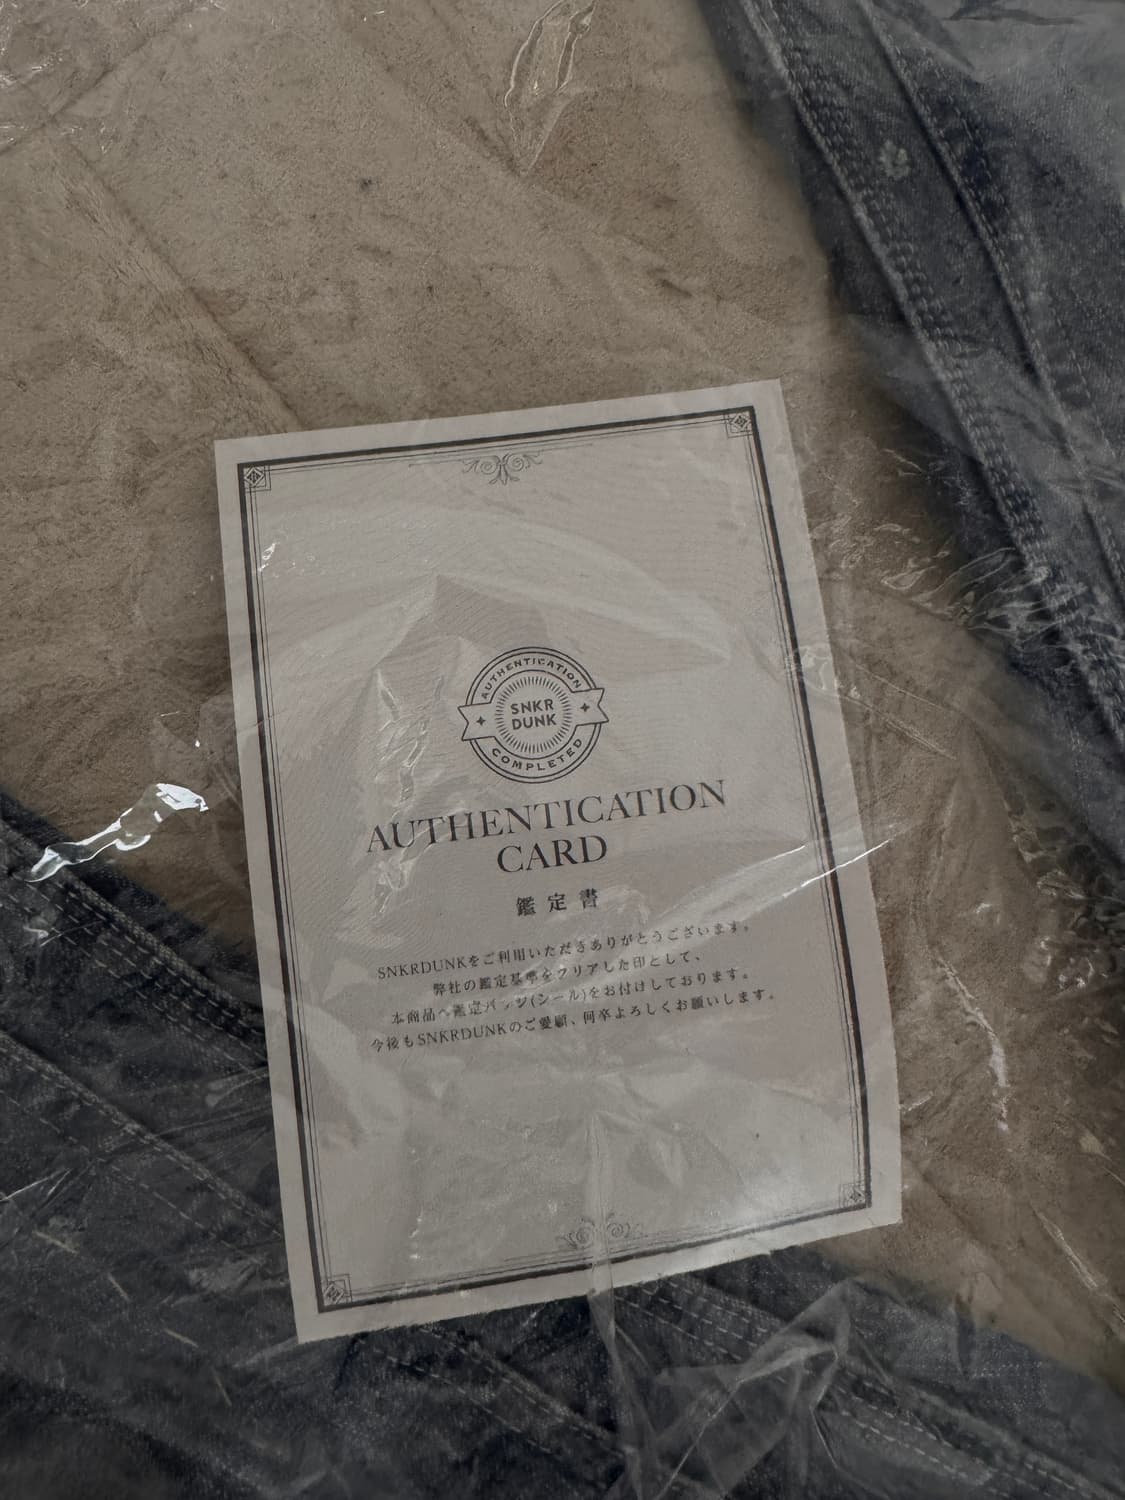 AUTHENTICATION
SNKR
DUNK
COMPLETED
AUTHENTICATION
CARD
鑑定書
SNKRDUNKをご利用いただきありがとうございます。
弊社の鑑定基準をクリアした印として、
本商品へ鑑定バッジ(シール)をお付けしております。
今後もSNKRDUNKのご愛顧、何卒よろしくお願いします。